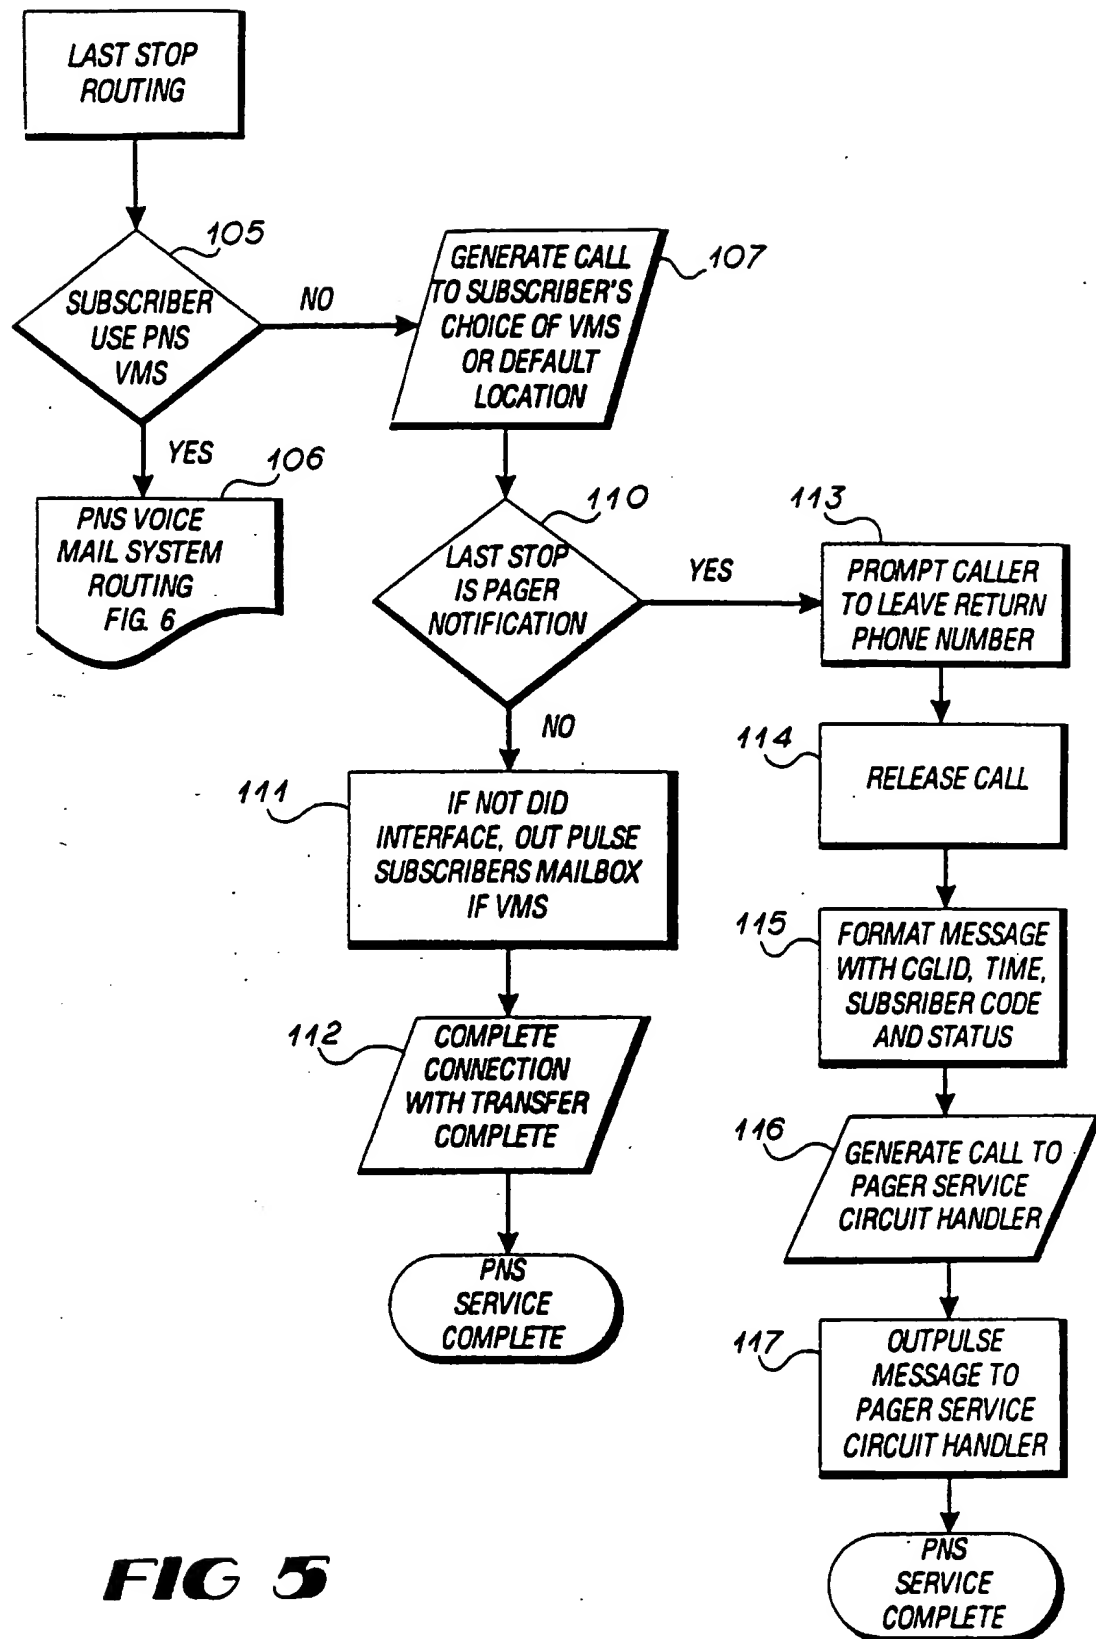 LAST STOP
ROUTING
105
SUBSCRIBER
USE PNS
VMS
NO
YES
106
PNS VOICE
MAIL SYSTEM
ROUTING
FIG. 6
GENERATE CALL
TO SUBSCRIBER'S
CHOICE OF VMS
OR DEFAULT
LOCATION
107
110
LAST STOP
IS PAGER
NOTIFICATION
YES
NO
111
IF NOT DID
INTERFACE, OUT PULSE
SUBSCRIBERS MAILBOX
IF VMS
112
COMPLETE
CONNECTION
WITH TRANSFER
COMPLETE
PNS
SERVICE
COMPLETE
113
PROMPT CALLER
TO LEAVE RETURN
PHONE NUMBER
114
RELEASE CALL
115
FORMAT MESSAGE
WITH CGLID, TIME,
SUBSRIBER CODE
AND STATUS
116
GENERATE CALL TO
PAGER SERVICE
CIRCUIT HANDLER
117
OUTPULSE
MESSAGE TO
PAGER SERVICE
CIRCUIT HANDLER
PNS
SERVICE
COMPLETE
FIG 5